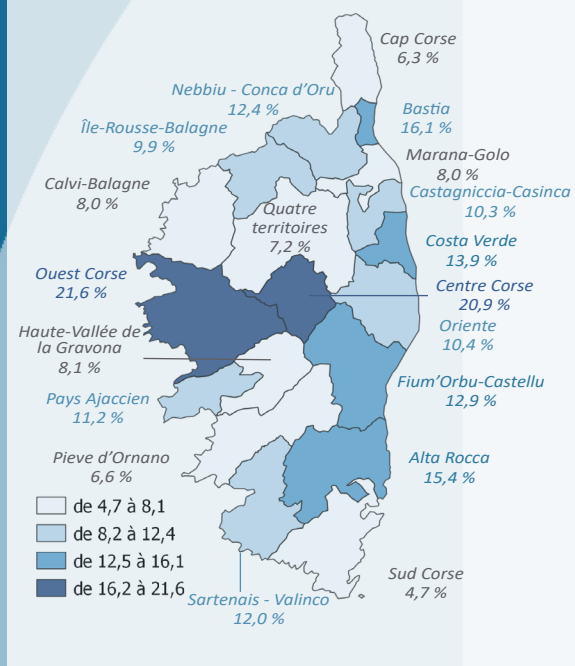 Cap Corse
6,3 %
Nebbiu - Conca d’Oru
12,4 %
Bastia
16,1 %
Île-Rousse-Balagne
9,9 %
Marana-Golo
8,0 %
Calvi-Balagne
8,0 %
Castagniccia-Casinca
10,3 %
Quatre
territoires
7,2 %
Costa Verde
13,9 %
Ouest Corse
21,6 %
Centre Corse
20,9 %
Haute-Vallée de
la Gravona
8,1 %
Oriente
10,4 %
Pays Ajaccien
11,2 %
Fium’Orbu-Castellu
12,9 %
Pieve d’Ornano
6,6 %
Alta Rocca
15,4 %
de 4,7 à 8,1
de 8,2 à 12,4
de 12,5 à 16,1
de 16,2 à 21,6
Sud Corse
4,7 %
Sartenais - Valinco
12,0 %